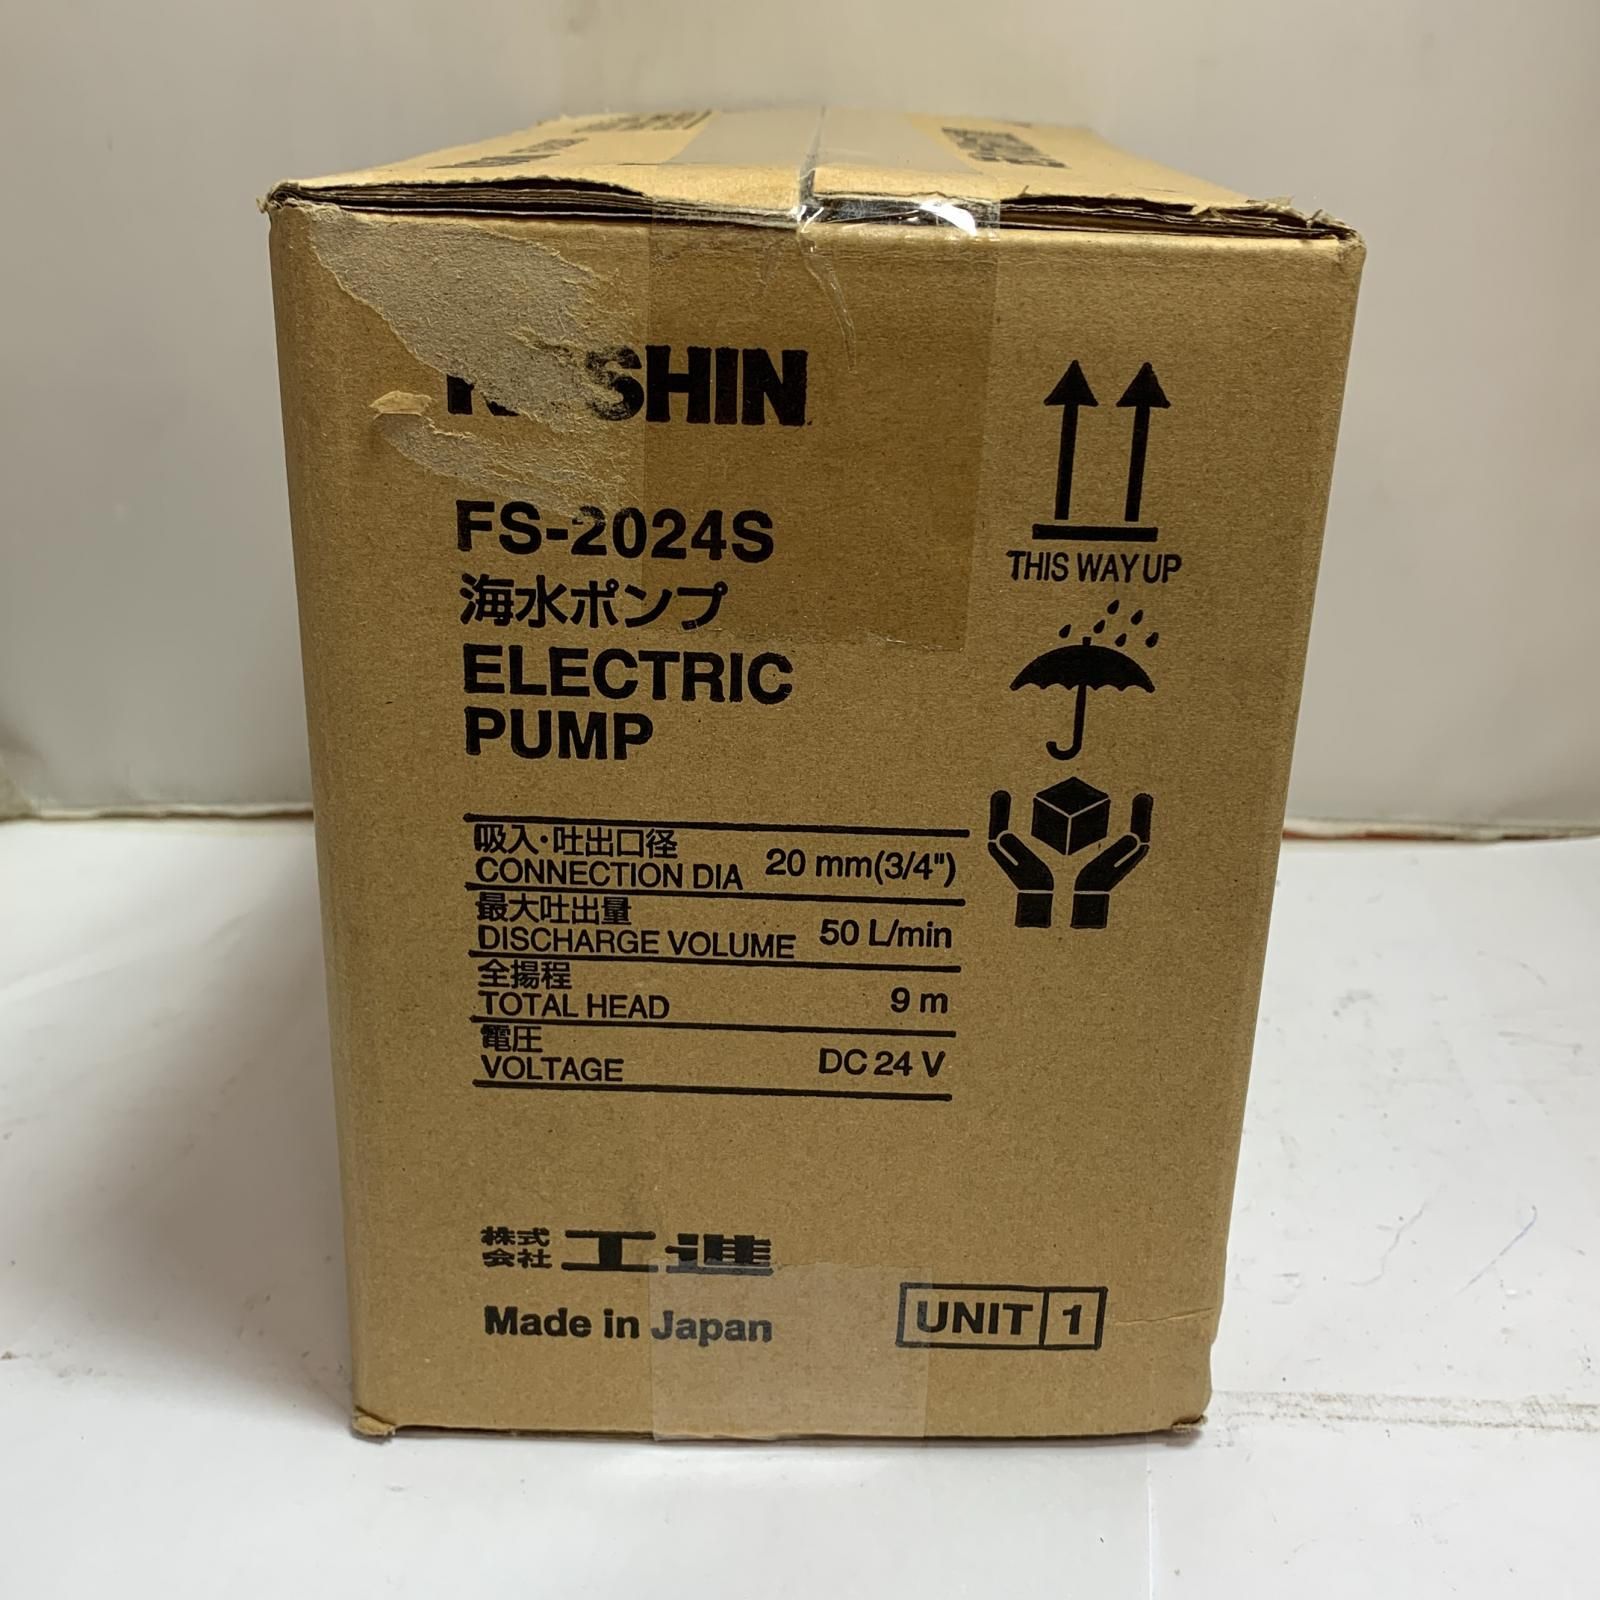 SHIN
FS-2024S
海水ポンプ
ELECTRIC
PUMP
THIS WAY UP
吸入・吐出口径
CONNECTION DIA 20 mm(3/4")
最大吐出量
DISCHARGE VOLUME 50 L/min
全揚程
TOTAL HEAD 9 m
電圧
VOLTAGE DC 24 V
株式会社 工進
Made in Japan
UNIT 1